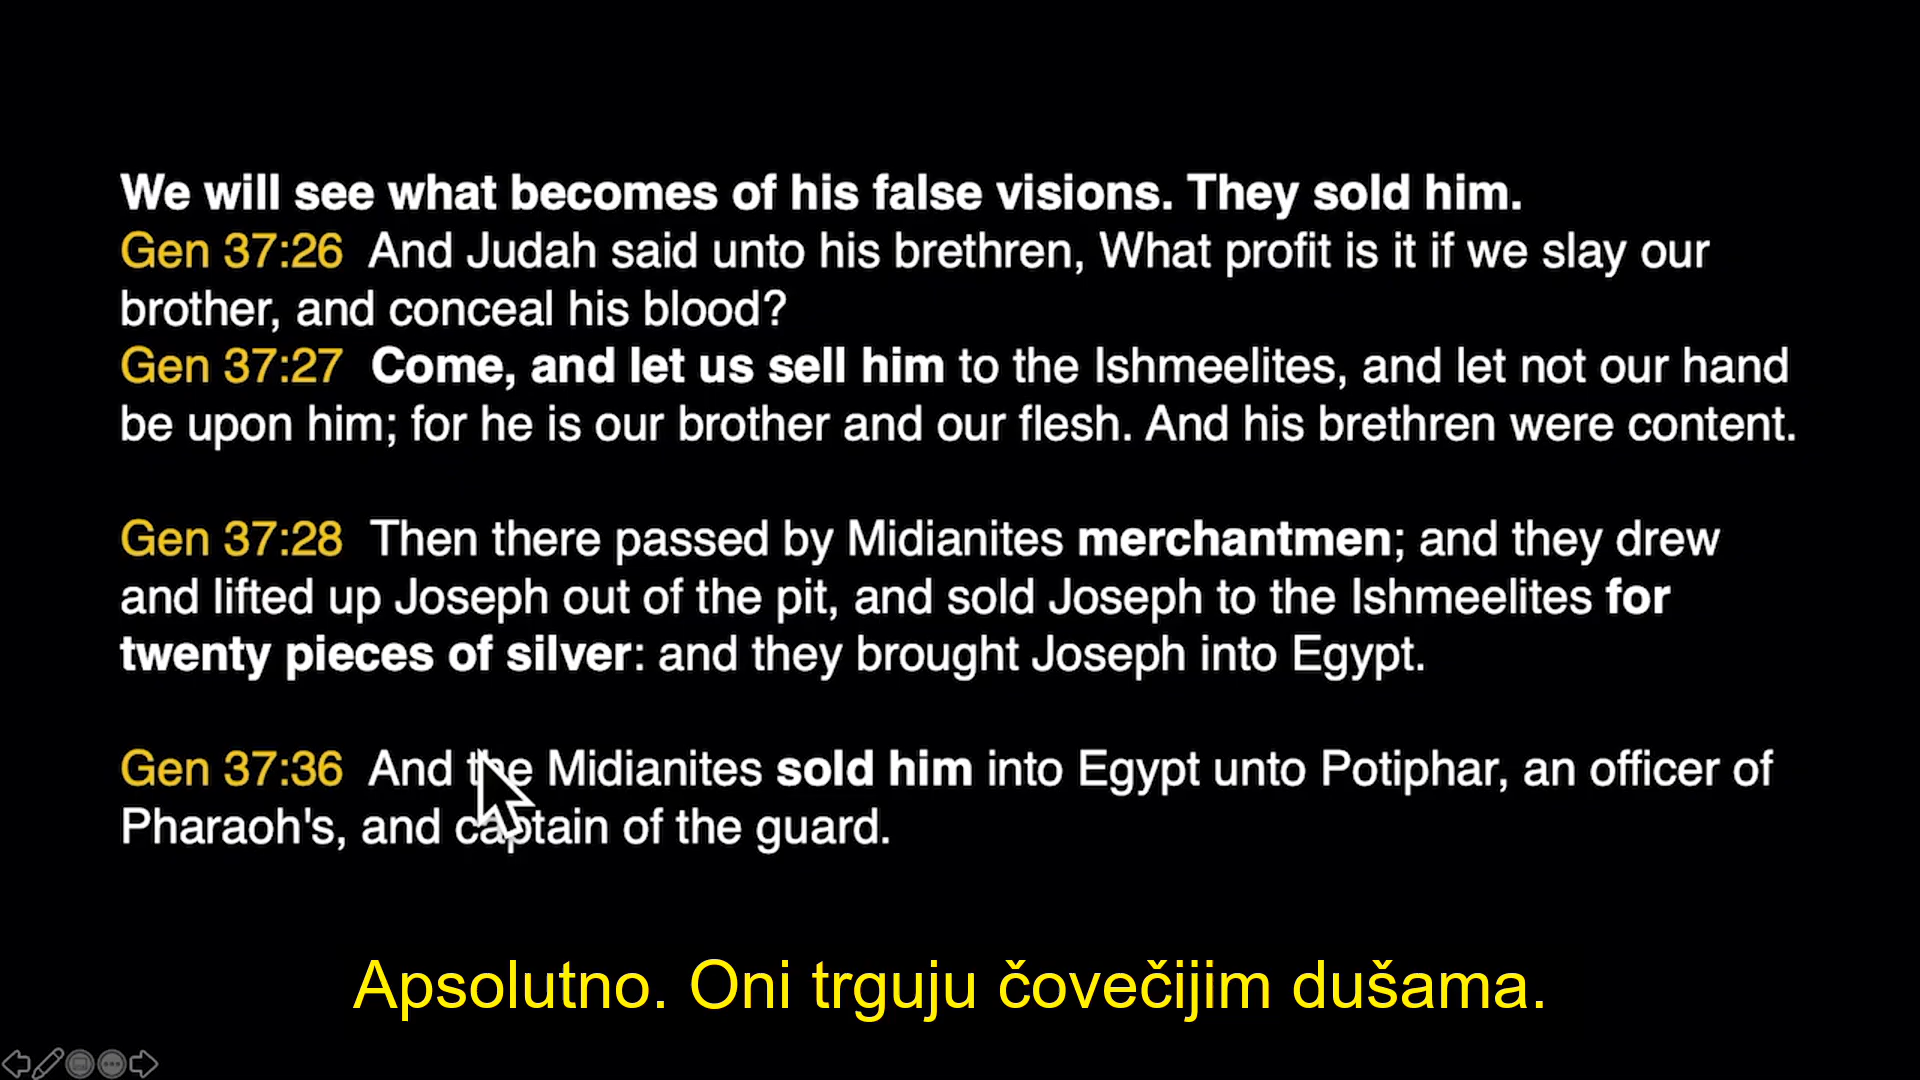 We will see what becomes of his false visions. They sold him.
Gen 37:26 And Judah said unto his brethren, What profit is it if we slay our
brother, and conceal his blood?
Gen 37:27 Come, and let us sell him to the Ishmeelites, and let not our hand
be upon him; for he is our brother and our flesh. And his brethren were content.
Gen 37:28 Then there passed by Midianites merchantmen; and they drew
and lifted up Joseph out of the pit, and sold Joseph to the Ishmeelites for
twenty pieces of silver: and they brought Joseph into Egypt.
Gen 37:36 And the Midianites sold him into Egypt unto Potiphar, an officer of
Pharaoh's, and captain of the guard.
Apsolutno. Oni trguju čovečijim dušama.